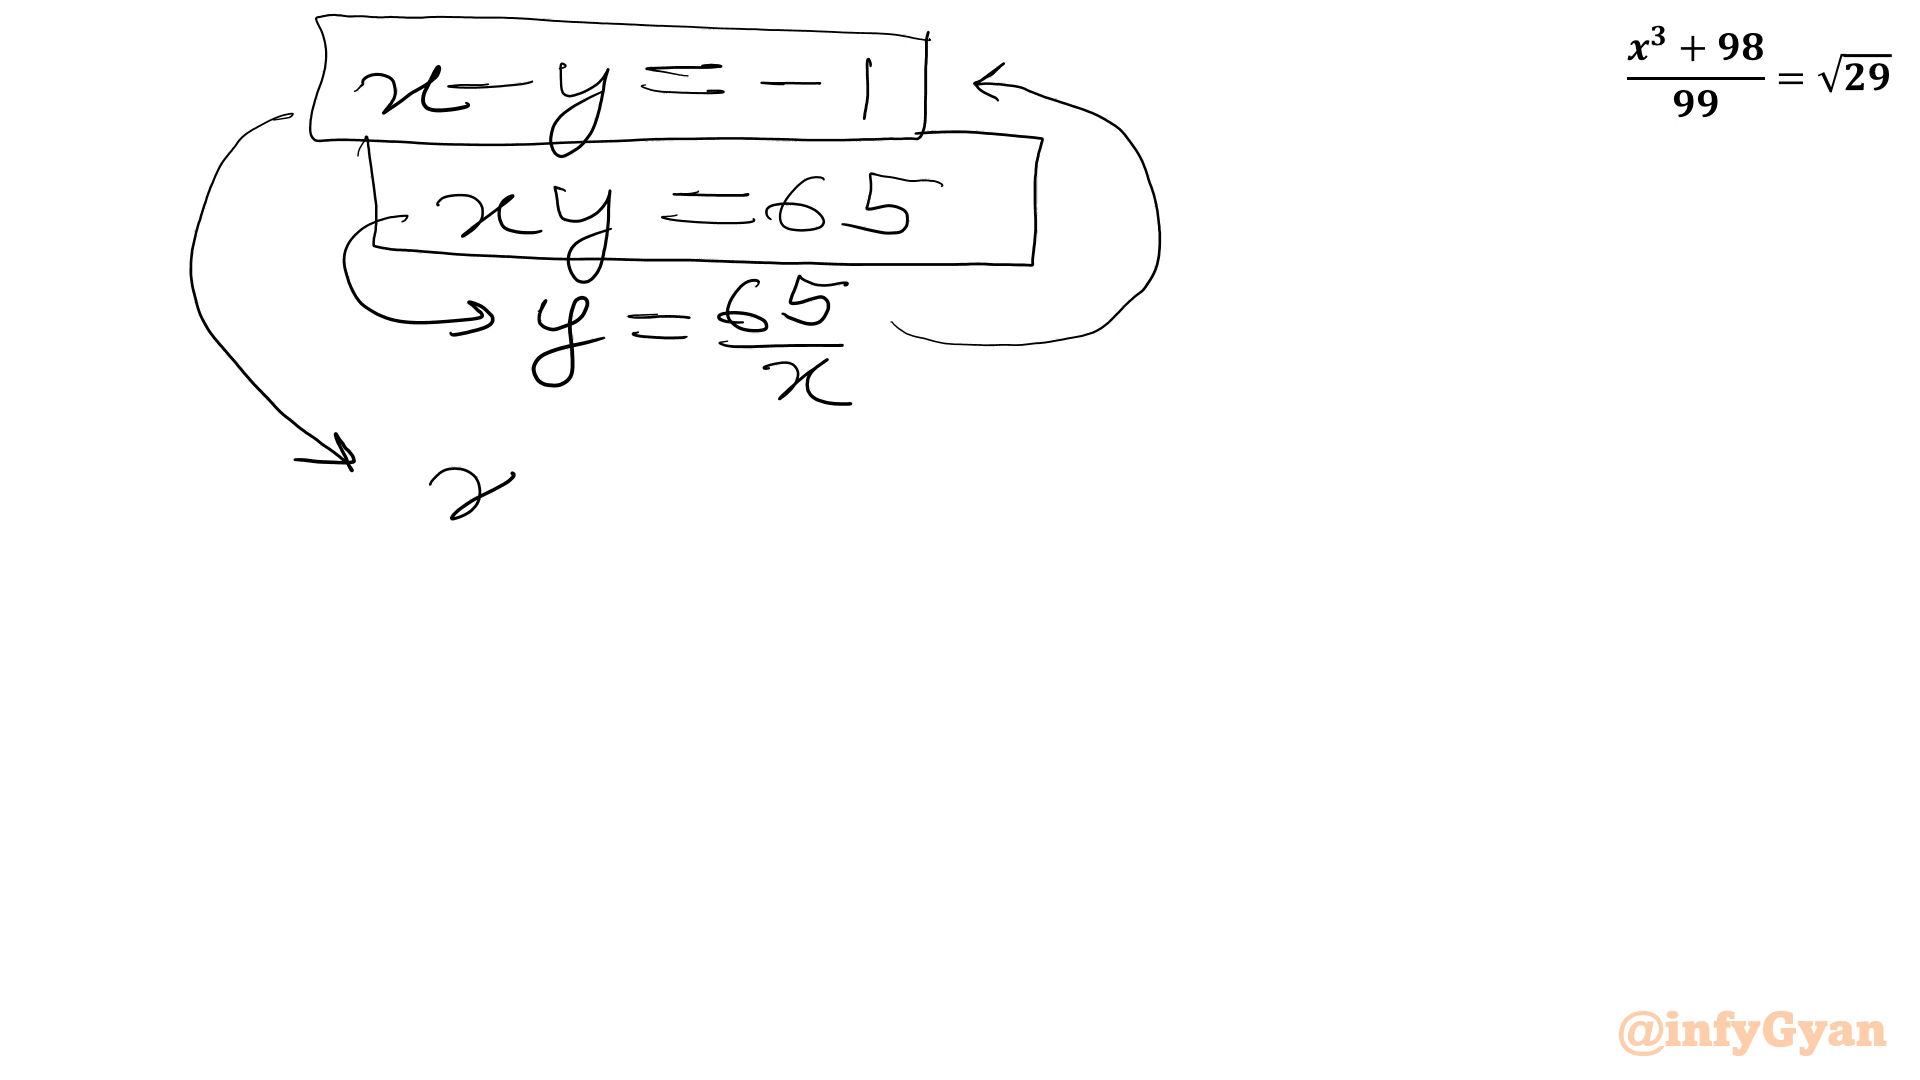 x - y = - 1
xy = 65
y = 65/x
x
(x³ + 98)/99 = √29
@infyGyan